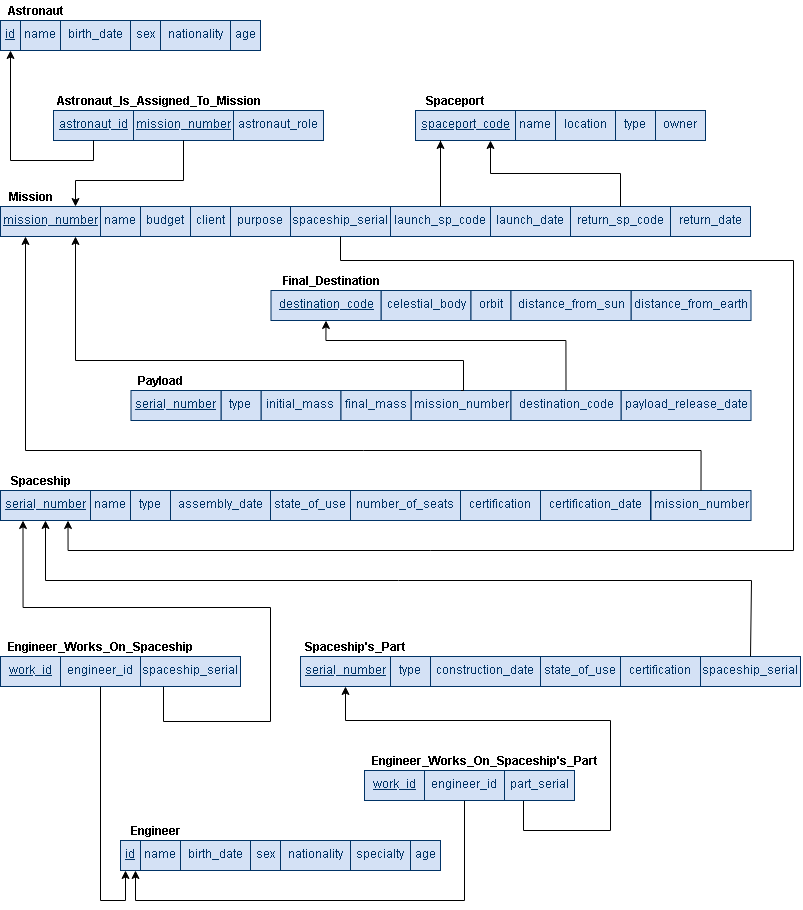 Astronaut
id name birth_date sex nationality age
Astronaut_Is_Assigned_To_Mission
astronaut_id mission_number astronaut_role
Spaceport
spaceport_code name location type owner
Mission
mission_number name budget client purpose spaceship_serial launch_sp_code launch_date return_sp_code return_date
Final_Destination
destination_code celestial_body orbit distance_from_sun distance_from_earth
Payload
serial_number type initial_mass final_mass mission_number destination_code payload_release_date
Spaceship
serial_number name type assembly_date state_of_use number_of_seats certification certification_date mission_number
Engineer_Works_On_Spaceship
work_id engineer_id spaceship_serial
Spaceship's_Part
serial_number type construction_date state_of_use certification spaceship_serial
Engineer_Works_On_Spaceship's_Part
work_id engineer_id part_serial
Engineer
id name birth_date sex nationality specialty age